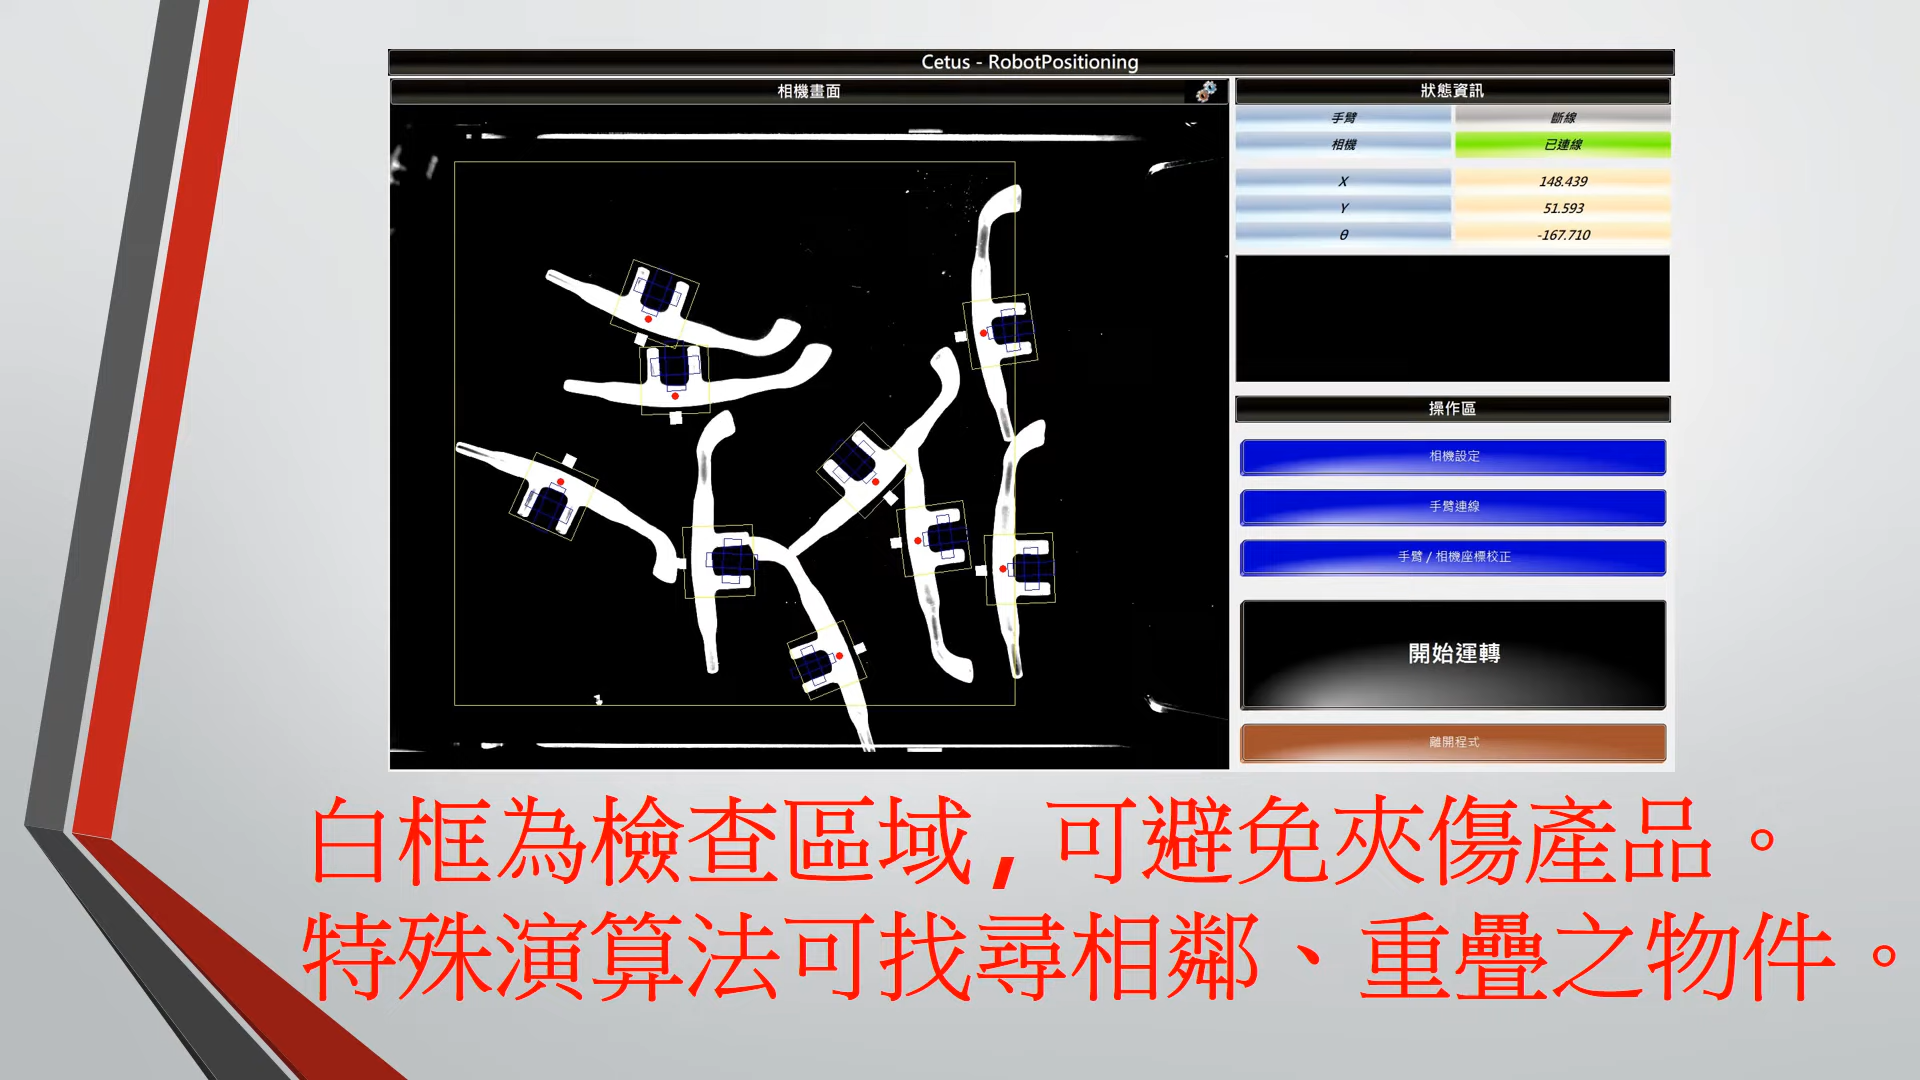 Cetus - RobotPositioning
相機畫面
狀態資訊
手臂 斷線
相機 已連線
X 148.439
Y 51.593
θ -167.710
操作區
相機設定
手臂連線
手臂 / 相機座標校正
開始運轉
離開程式
白框為檢查區域,可避免夾傷產品。
特殊演算法可找尋相鄰、重疊之物件。